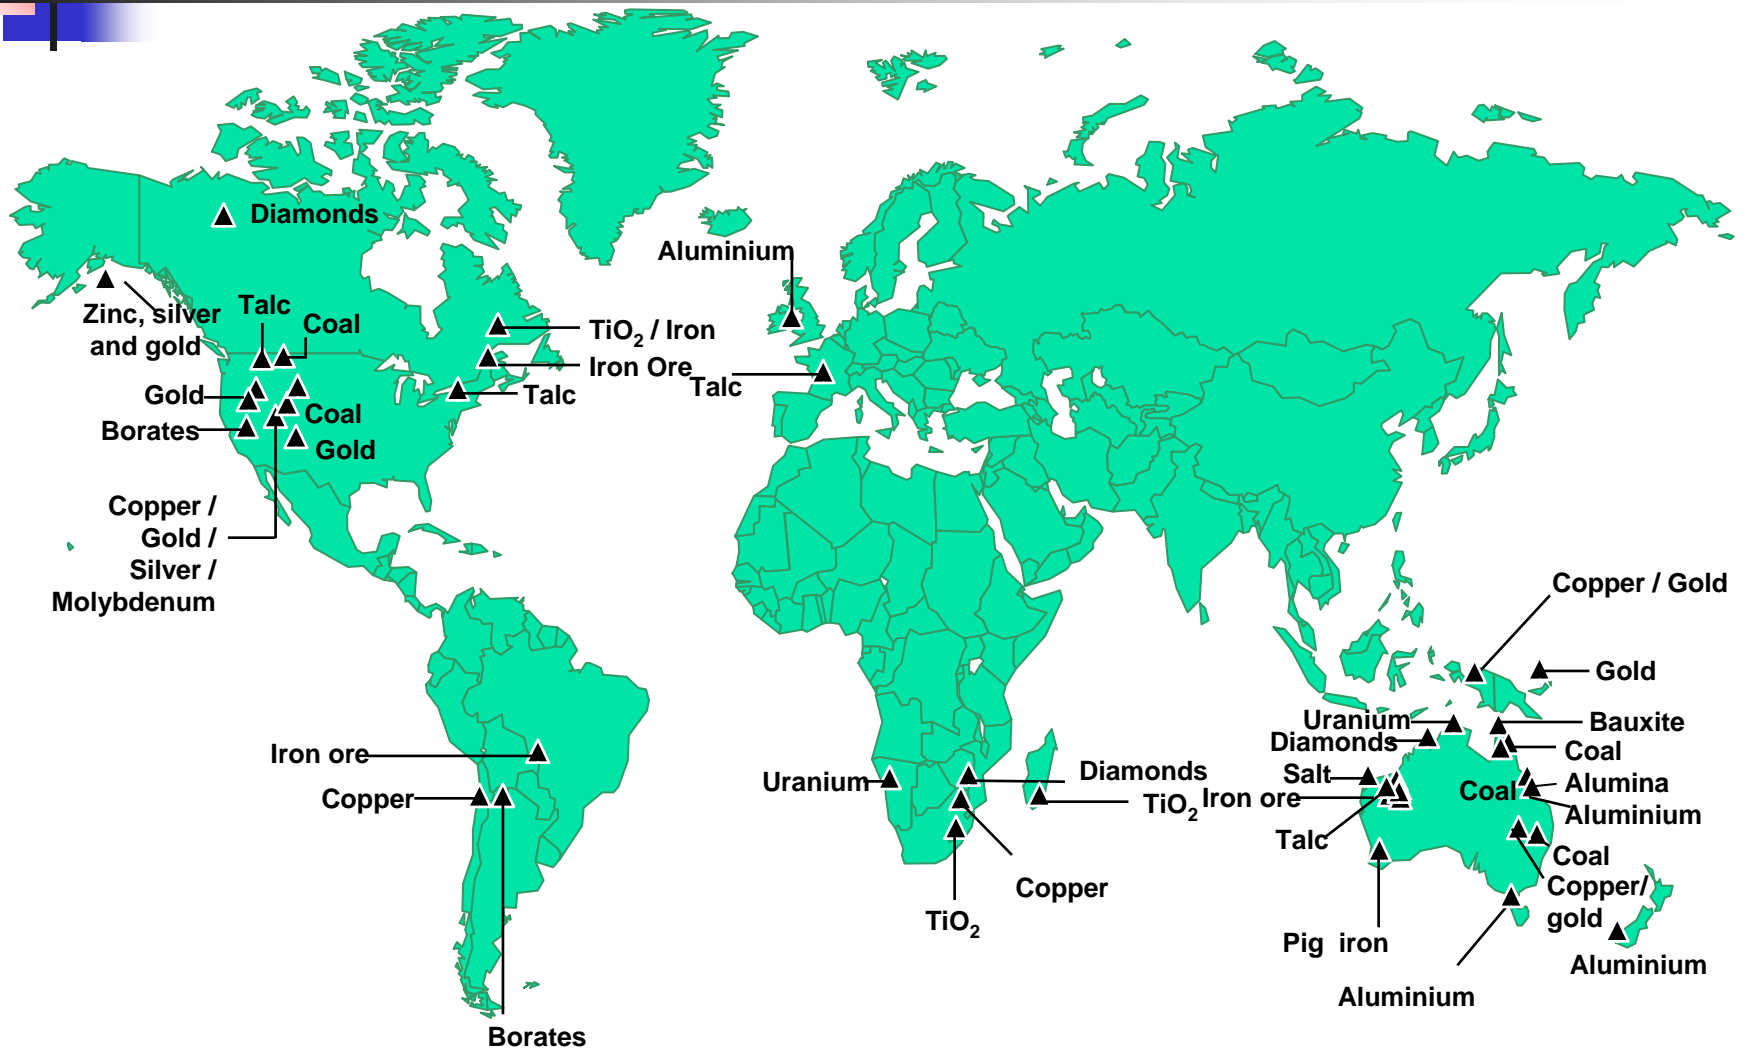 Diamonds
Aluminium
Zinc, silver
and gold
Talc
Coal
TiO2 / Iron
Iron Ore
Talc
Talc
Gold
Coal
Borates
Gold
Copper /
Gold /
Silver /
Molybdenum
Copper / Gold
Gold
Uranium
Bauxite
Diamonds
Coal
Iron ore
Uranium
Diamonds
Salt
Alumina
Copper
TiO2
Iron ore
Coal
Aluminium
Talc
Coal
Copper
Copper/
gold
TiO2
Pig iron
Aluminium
Aluminium
Borates